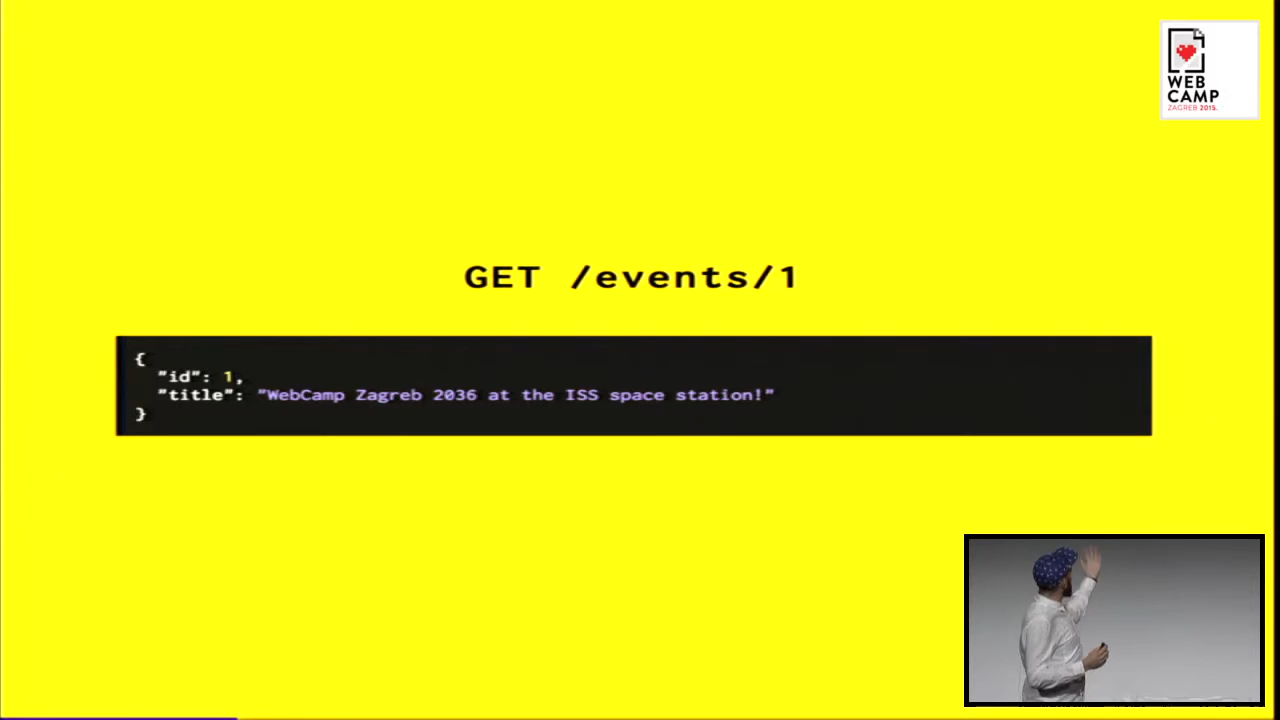 WEB
CAMP
ZAGREB 2015.
GET /events/1
{
"id": 1,
"title": "WebCamp Zagreb 2036 at the ISS space station!"
}